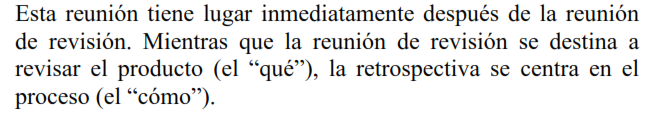 Esta reunión tiene lugar inmediatamente después de la reunión
de revisión. Mientras que la reunión de revisión se destina a
revisar el producto (el “qué”), la retrospectiva se centra en el
proceso (el “cómo”).